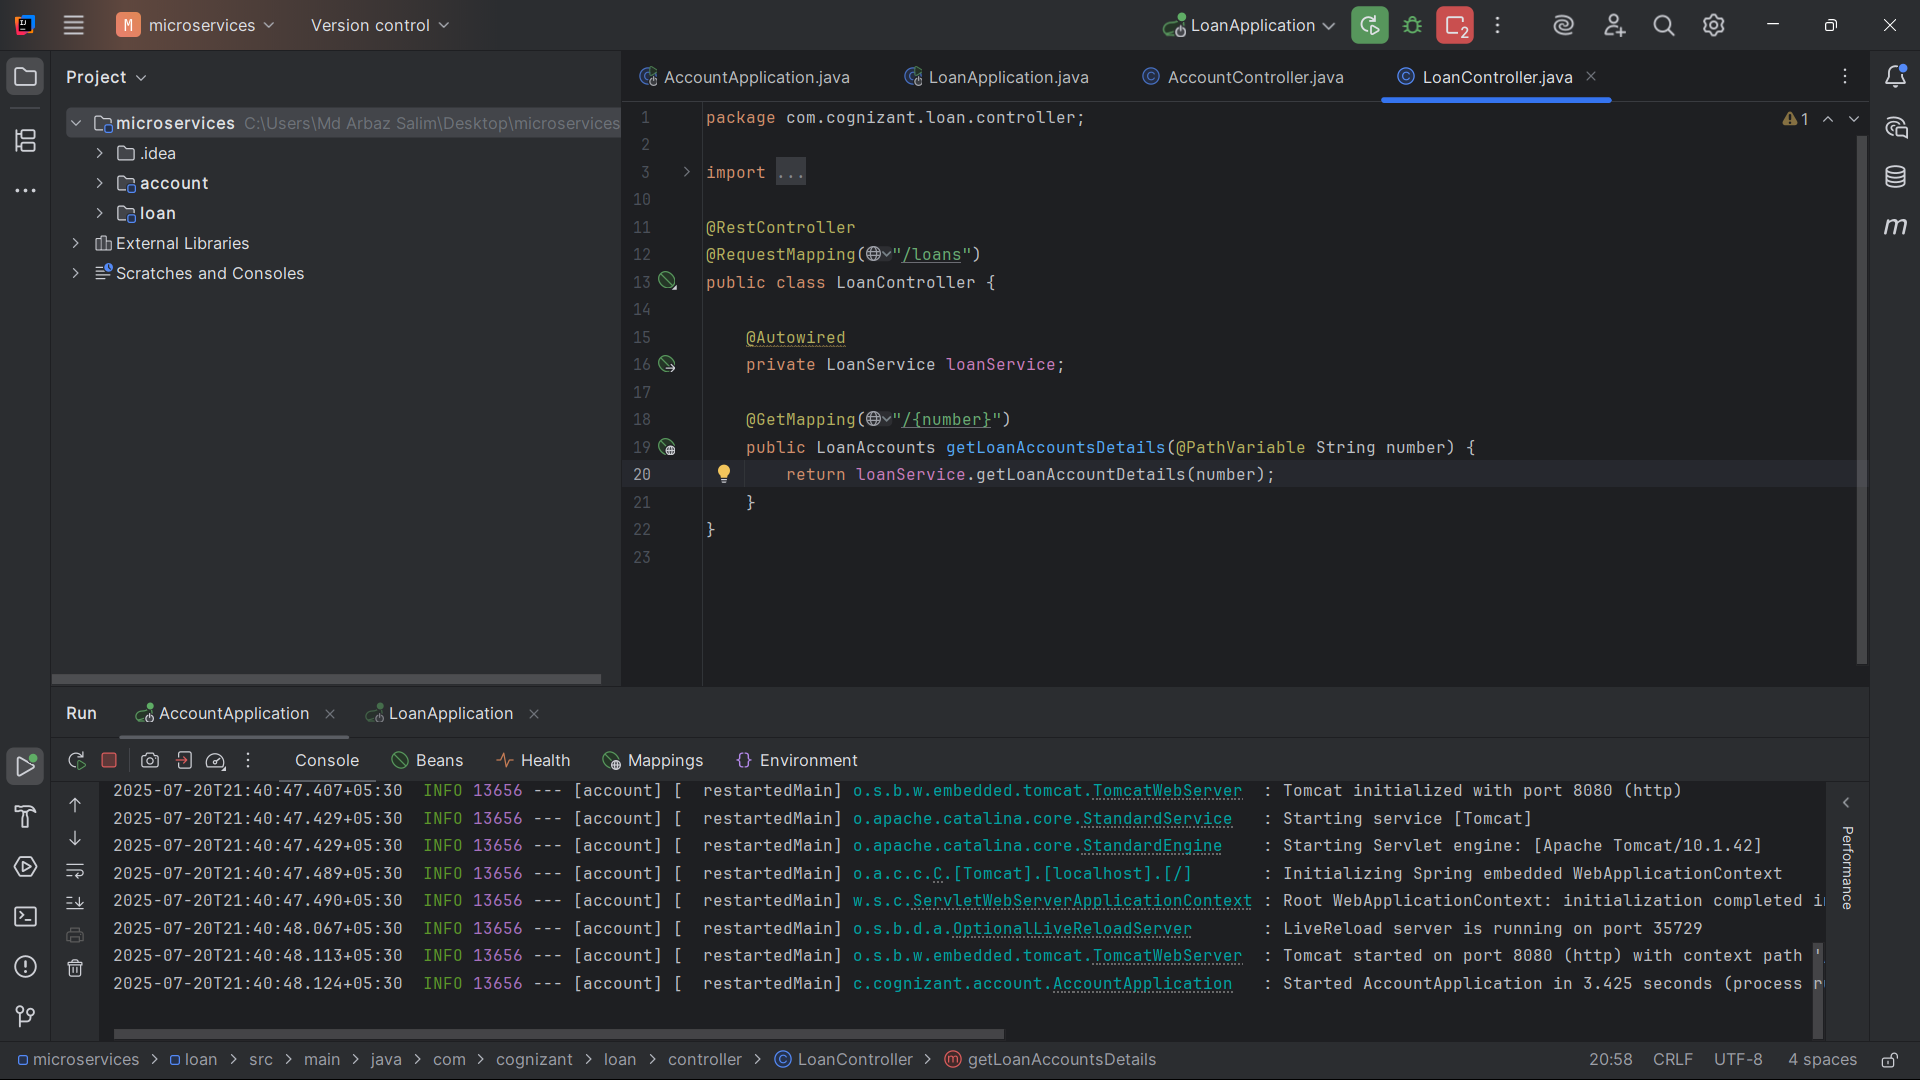 M microservices Version control LoanApplication 2
Project
AccountApplication.java LoanApplication.java AccountController.java LoanController.java
microservices C:\Users\Md Arbaz Salim\Desktop\microservices
.idea
account
loan
External Libraries
Scratches and Consoles
1 package com.cognizant.loan.controller;
1
2
3 import ...
10
11 @RestController
12 @RequestMapping("/loans")
13 public class LoanController {
14
15 @Autowired
16 private LoanService loanService;
17
18 @GetMapping("/{number}")
19 public LoanAccounts getLoanAccountsDetails(@PathVariable String number) {
20 return loanService.getLoanAccountDetails(number);
21 }
22 }
23
m
Run AccountApplication LoanApplication
Console Beans Health Mappings Environment
2025-07-20T21:40:47.407+05:30 INFO 13656 --- [account] [ restartedMain] o.s.b.w.embedded.tomcat.TomcatWebServer : Tomcat initialized with port 8080 (http)
2025-07-20T21:40:47.429+05:30 INFO 13656 --- [account] [ restartedMain] o.apache.catalina.core.StandardService : Starting service [Tomcat]
2025-07-20T21:40:47.429+05:30 INFO 13656 --- [account] [ restartedMain] o.apache.catalina.core.StandardEngine : Starting Servlet engine: [Apache Tomcat/10.1.42]
2025-07-20T21:40:47.489+05:30 INFO 13656 --- [account] [ restartedMain] o.a.c.c.C.[Tomcat].[localhost].[/] : Initializing Spring embedded WebApplicationContext
2025-07-20T21:40:47.490+05:30 INFO 13656 --- [account] [ restartedMain] w.s.c.ServletWebServerApplicationContext : Root WebApplicationContext: initialization completed i
2025-07-20T21:40:48.067+05:30 INFO 13656 --- [account] [ restartedMain] o.s.b.d.a.OptionalLiveReloadServer : LiveReload server is running on port 35729
2025-07-20T21:40:48.113+05:30 INFO 13656 --- [account] [ restartedMain] o.s.b.w.embedded.tomcat.TomcatWebServer : Tomcat started on port 8080 (http) with context path '
2025-07-20T21:40:48.124+05:30 INFO 13656 --- [account] [ restartedMain] c.cognizant.account.AccountApplication : Started AccountApplication in 3.425 seconds (process r
Performance
microservices > loan > src > main > java > com > cognizant > loan > controller > LoanController > getLoanAccountsDetails 20:58 CRLF UTF-8 4 spaces